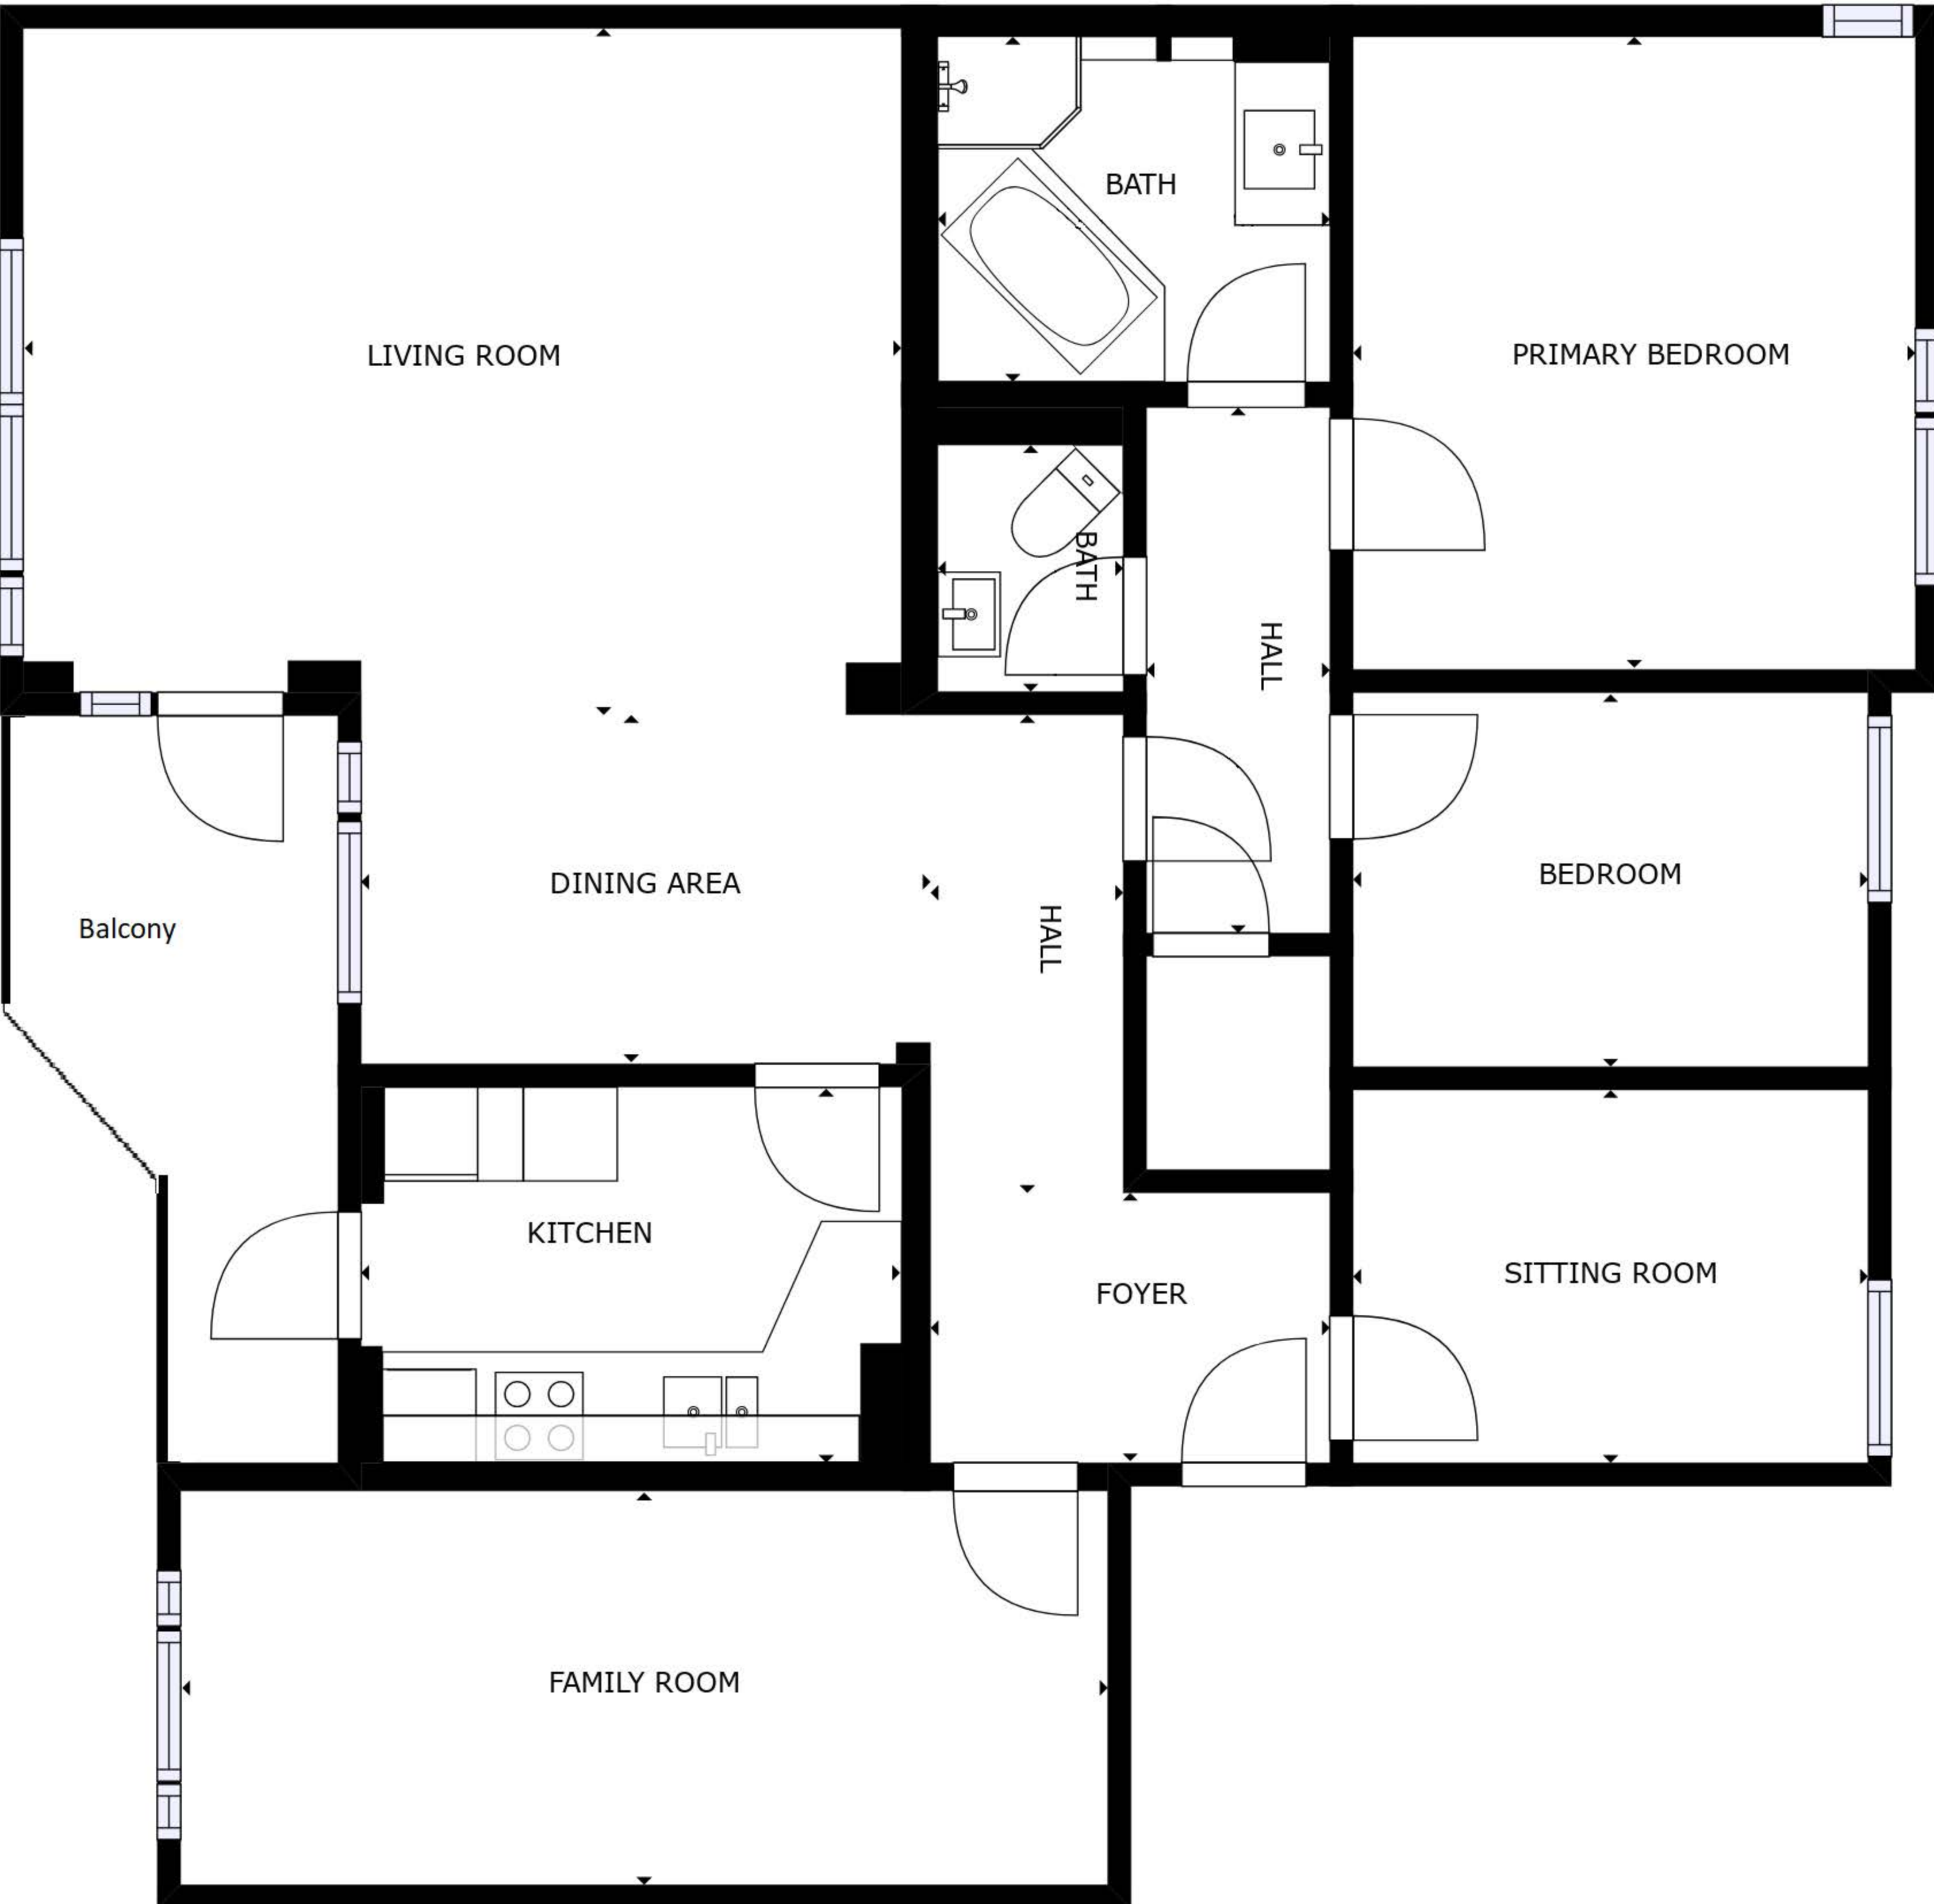 BATH
LIVING ROOM
PRIMARY BEDROOM
BATH
HALL
DINING AREA
BEDROOM
Balcony
HALL
KITCHEN
SITTING ROOM
FOYER
FAMILY ROOM